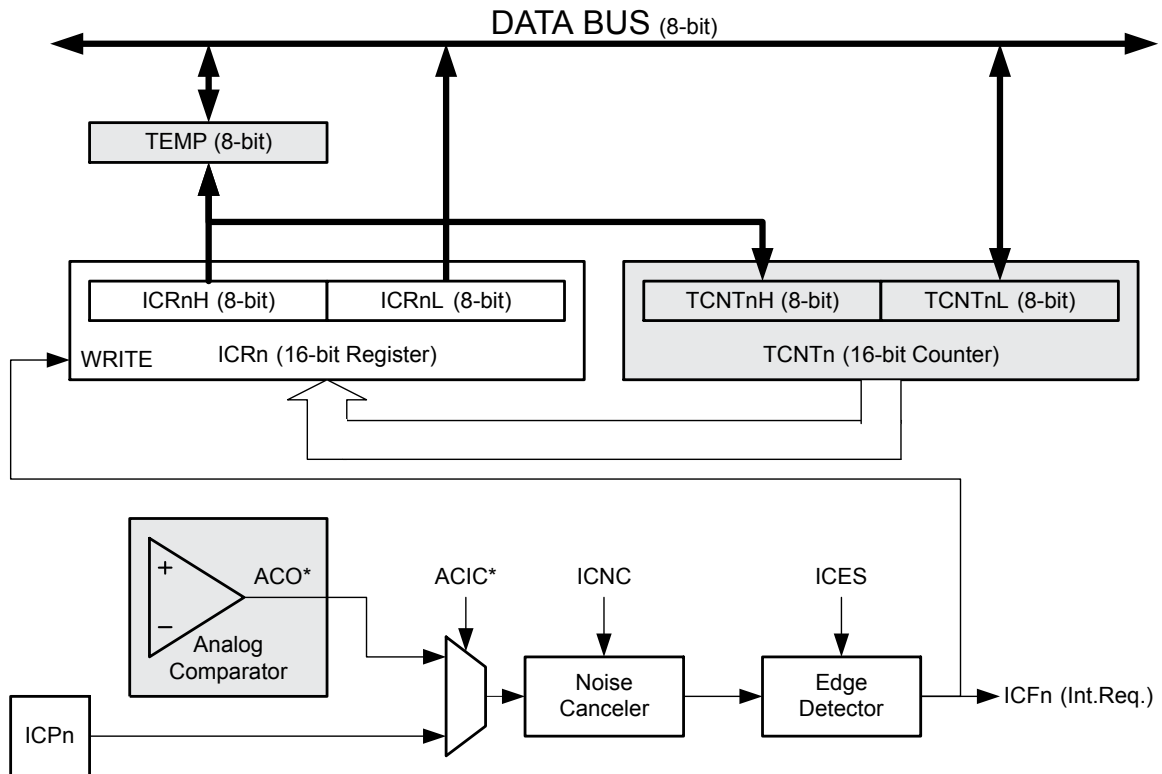 DATA BUS (8-bit)
TEMP (8-bit)
ICRnH (8-bit)
ICRnL (8-bit)
TCNTnH (8-bit)
TCNTnL (8-bit)
WRITE
ICRn (16-bit Register)
TCNTn (16-bit Counter)
+
−
ACO*
Analog
Comparator
ACIC*
ICNC
ICES
Noise
Canceler
Edge
Detector
ICFn (Int.Req.)
ICPn